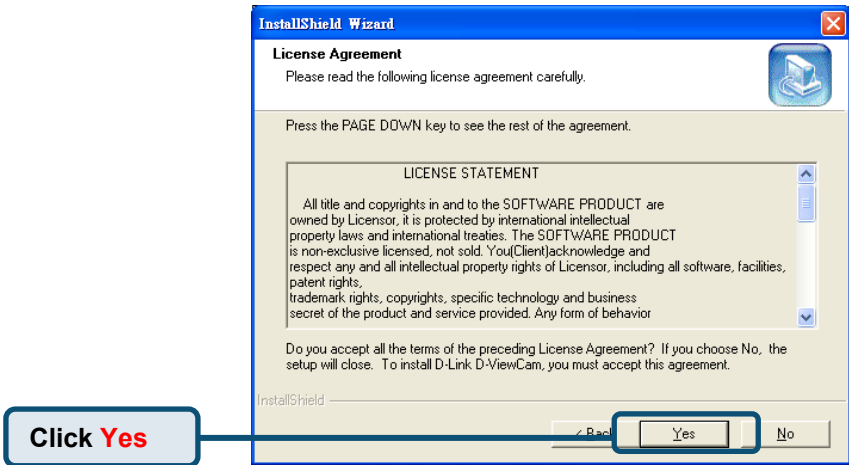 InstallShield Wizard
License Agreement
Please read the following license agreement carefully.
Press the PAGE DOWN key to see the rest of the agreement.
LICENSE STATEMENT
All title and copyrights in and to the SOFTWARE PRODUCT are
owned by Licensor, it is protected by international intellectual
property laws and international treaties. The SOFTWARE PRODUCT
is non-exclusive licensed, not sold. You(Client)acknowledge and
respect any and all intellectual property rights of Licensor, including all software, facilities,
patent rights,
trademark rights, copyrights, specific technology and business
secret of the product and service provided. Any form of behavior
Do you accept all the terms of the preceding License Agreement? If you choose No, the
setup will close. To install D-Link D-ViewCam, you must accept this agreement.
InstallShield
Click Yes
< Back Yes No